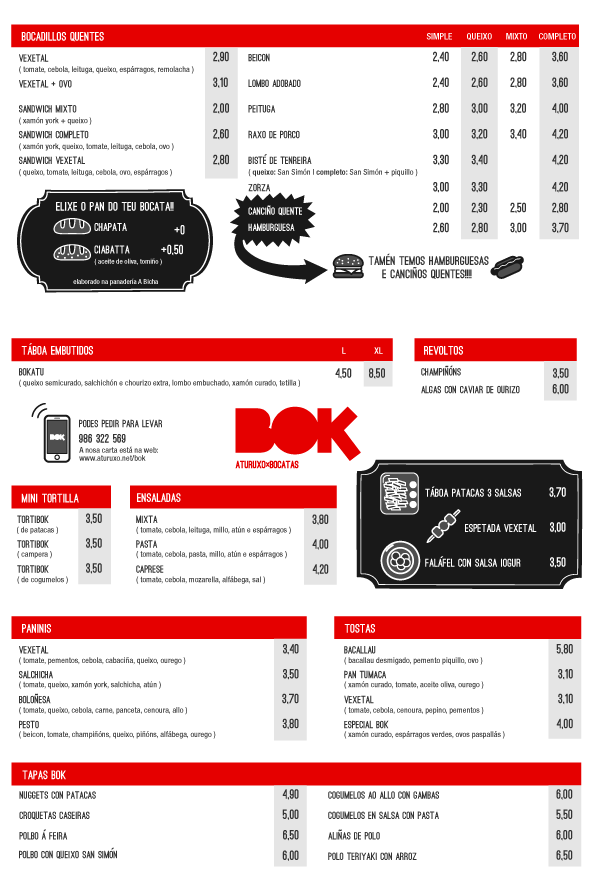 BOCADILLOS QUENTES
VEXETAL 2,90
( tomate, cebola, leituga, queixo, espárragos, remolacha )
VEXETAL + OVO 3,10
SANDWICH MIXTO 2,00
( xamón york + queixo )
SANDWICH COMPLETO 2,60
( xamón york, queixo, tomate, leituga, cebola, ovo )
SANDWICH VEXETAL 2,80
( queixo, tomate, leituga, cebola, ovo, espárragos )
SIMPLE QUEIXO MIXTO COMPLETO
BEICON 2,40 2,60 2,80 3,60
LOMBO ADOBADO 2,40 2,60 2,80 3,60
PEITUGA 2,80 3,00 3,20 4,00
RAXO DE PORCO 3,00 3,20 3,40 4,20
BISTÉ DE TENREIRA 3,30 3,40 4,20
( queixo: San Simón I completo: San Simón + piquillo )
ZORZA 3,00 3,30 4,20
CANCIÑO QUENTE 2,00 2,30 2,50 2,80
HAMBURGUESA 2,60 2,80 3,00 3,70
ELIXE O PAN DO TEU BOCATA!!
CHAPATA +0
CIABATTA +0,50
( aceite de oliva, tomiño )
elaborado na panaderia A Bicha
TAMÉN TEMOS HAMBURGUESAS
E CANCIÑOS QUENTES!!!!
TÁBOA EMBUTIDOS L XL
BOKATU 4,50 8,50
( queixo semicurado, salchichón e chourizo extra, lombo embuchado, xamón curado, tetilla )
REVOLTOS
CHAMPIÑÓNS 3,50
ALGAS CON CAVIAR DE OURIZO 6,00
BOK
PODES PEDIR PARA LEVAR
986 322 569
A nosa carta está na web:
www.aturuxo.net/bok
BOK
ATURUXO×BOCATAS
MINI TORTILLA
TORTIBOK 3,50
( de patacas )
TORTIBOK 3,50
( campera )
TORTIBOK 3,50
( de cogumelos )
ENSALADAS
MIXTA 3,80
( tomate, cebola, leituga, millo, atún e espárragos )
PASTA 4,00
( tomate, cebola, pasta, millo, atún e espárragos )
CAPRESE 4,20
( tomate, cebola, mozarella, alfábega, sal )
TÁBOA PATACAS 3 SALSAS 3,70
ESPETADA VEXETAL 3,00
FALÁFEL CON SALSA IOGUR 3,50
PANINIS
VEXETAL 3,40
( tomate, pementos, cebola, cabaciña, queixo, ourego )
SALCHICHA 3,50
( tomate, queixo, xamón york, salchicha, atún )
BOLOÑESA 3,70
( tomate, queixo, cebola, carne, panceta, cenoura, allo )
PESTO 3,80
( beicon, tomate, champiñóns, queixo, piñóns, alfábega, ourego )
TOSTAS
BACALLAU 5,80
( bacallau desmigado, pemento piquillo, ovo )
PAN TUMACA 3,10
( xamón curado, tomate, aceite oliva, ourego )
VEXETAL 3,10
( tomate, cebola, cenoura, pepino, pementos )
ESPECIAL BOK 4,00
( xamón curado, espárragos verdes, ovos paspallás )
TAPAS BOK
NUGGETS CON PATACAS 4,90
CROQUETAS CASEIRAS 5,00
POLBO Á FEIRA 6,50
POLBO CON QUEIXO SAN SIMÓN 6,00
COGUMELOS AO ALLO CON GAMBAS 6,00
COGUMELOS EN SALSA CON PASTA 5,50
ALIÑAS DE POLO 6,00
POLO TERIYAKI CON ARROZ 6,50